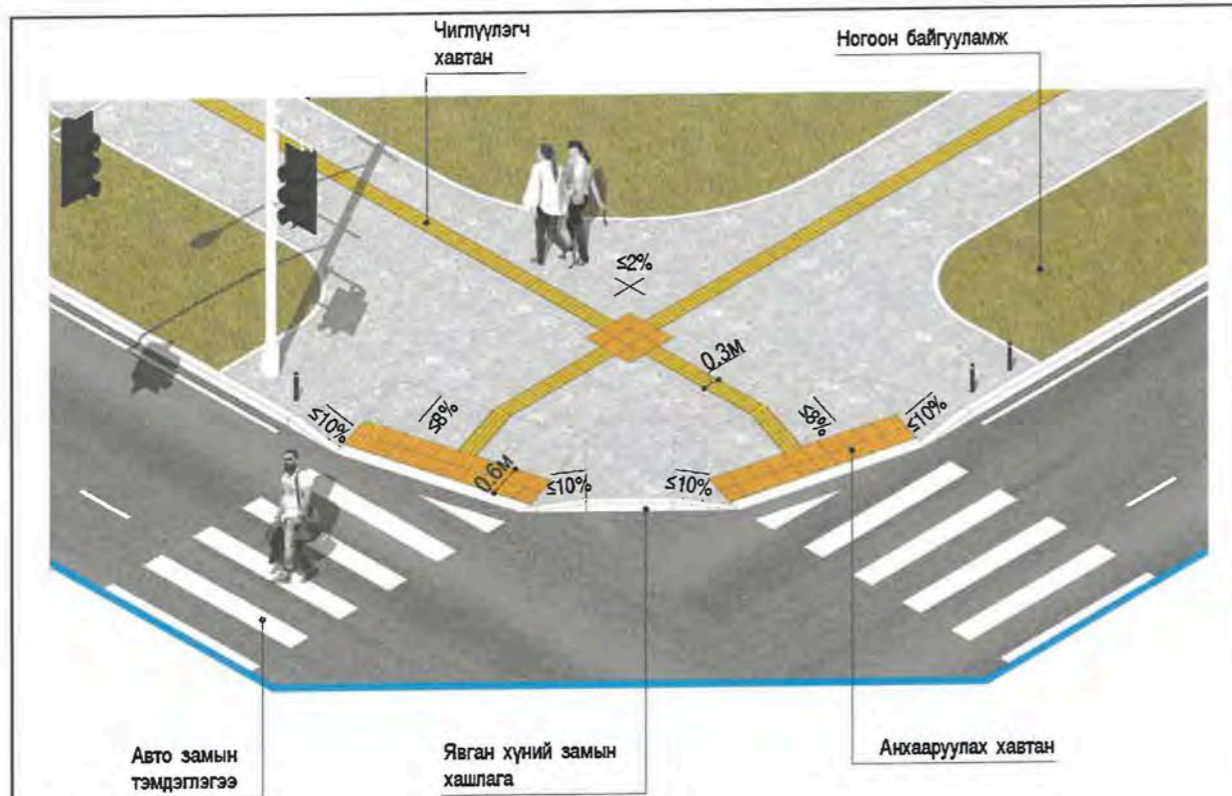 Чиглүүлэгч
хавтан
Ногоон байгууламж
≤2%
0.3м
≤10%
≤8%
≤8%
≤10%
0.6м
≤10%
≤10%
Авто замын
тэмдэглэгээ
Явган хүний замын
хашлага
Анхааруулах хавтан